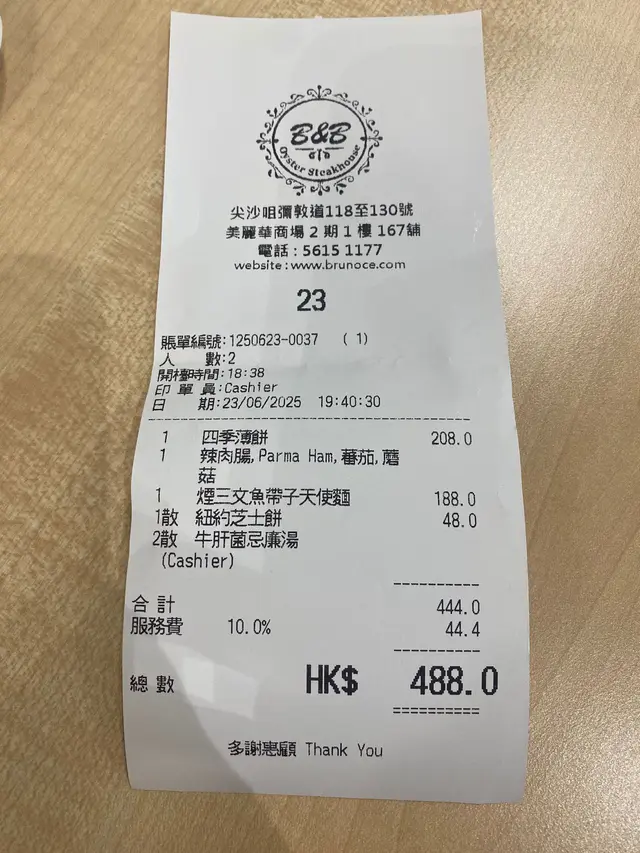 B&B
Oyster Steakhouse
尖沙咀彌敦道118至130號
美麗華商場 2 期 1 樓 167舖
電話 : 5615 1177
website : www.brunoce.com
23
賬單編號:1250623-0037 ( 1)
人 數:2
開檯時間:18:38
印 單 員:Cashier
日 期:23/06/2025 19:40:30
1 四季薄餅 208.0
1 辣肉腸,Parma Ham,蕃茄,蘑
菇
1 煙三文魚帶子天使麵 188.0
1散 紐約芝士餅 48.0
2散 牛肝菌忌廉湯
(Cashier)
合 計 444.0
服務費 10.0% 44.4
總 數 HK$ 488.0
多謝惠顧 Thank You